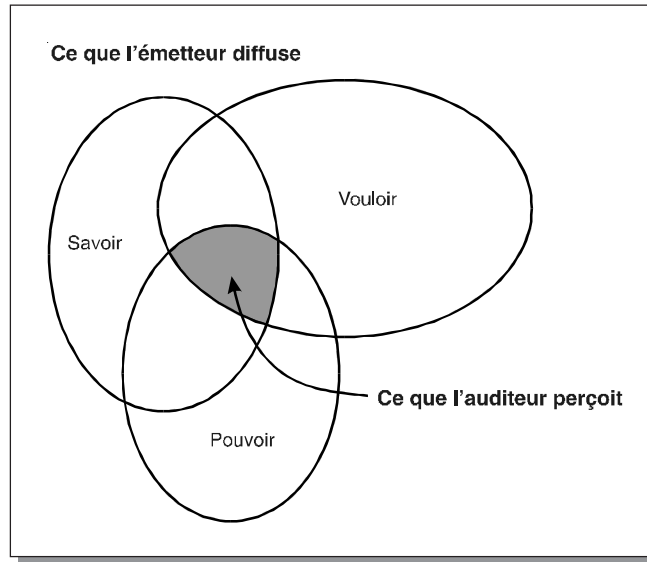 Ce que l'émetteur diffuse
Vouloir
Savoir
Ce que l'auditeur perçoit
Pouvoir